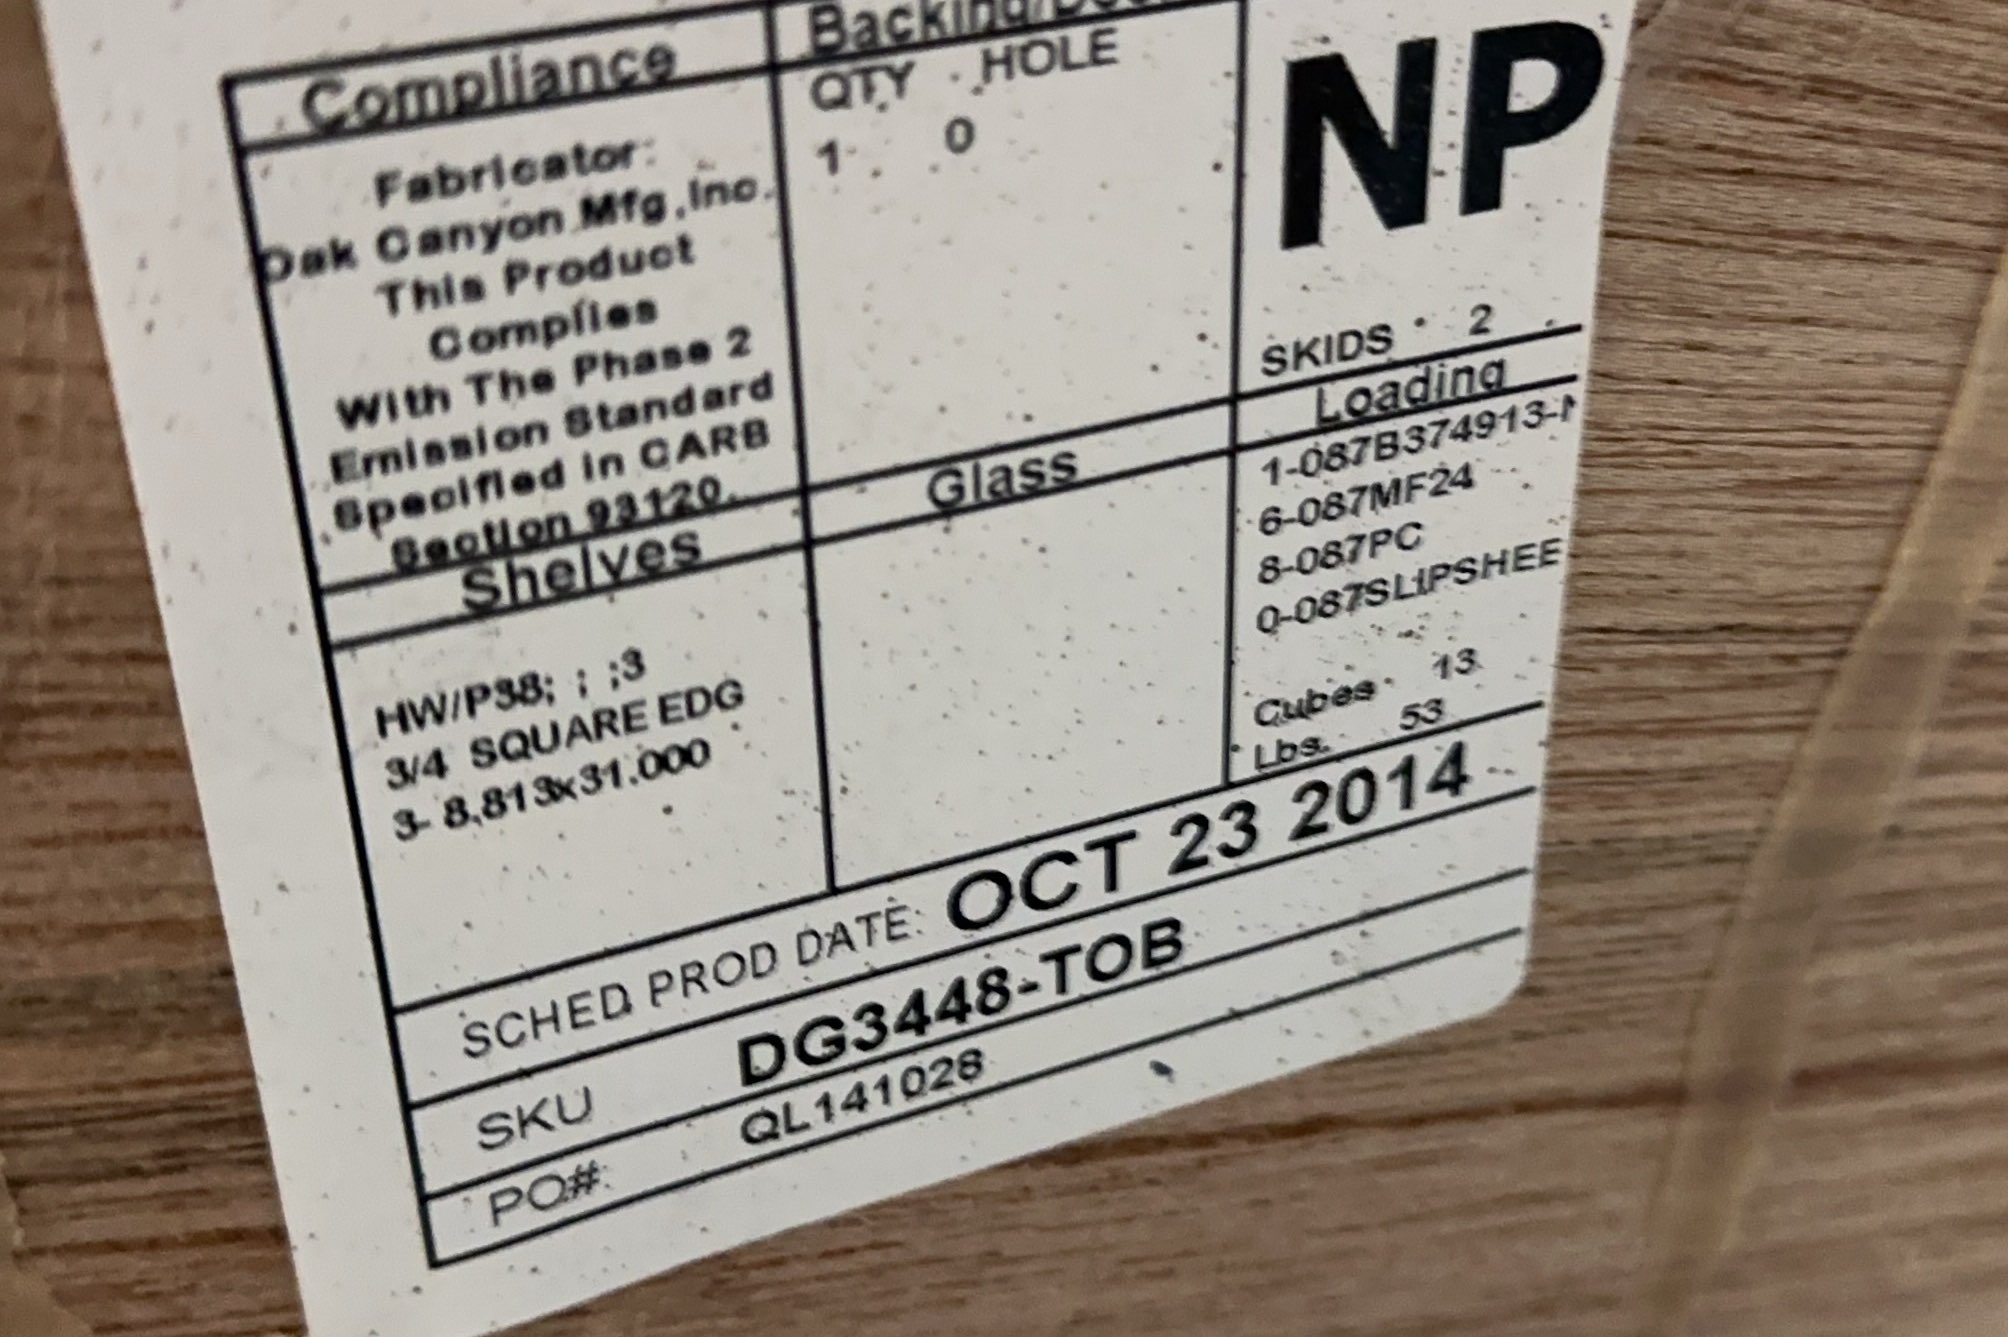 Compliance
Fabricator:
Oak Canyon Mfg,Inc.
This Product
Complies
With The Phase 2
Emission Standard
Specified in CARB
Section 93120.
QTY HOLE
1 0
NP
SKIDS 2
Shelves
HW/P38; ; ;3
3/4 SQUARE EDG
3- 8.813x31.000
Glass
Loading
1-087B374913-
6-087MF24
8-087PC
0-087SLIPSHEE
Cubes 13
Lbs. 53
SCHED PROD DATE: OCT 23 2014
SKU DG3448-TOB
PO#: QL141028